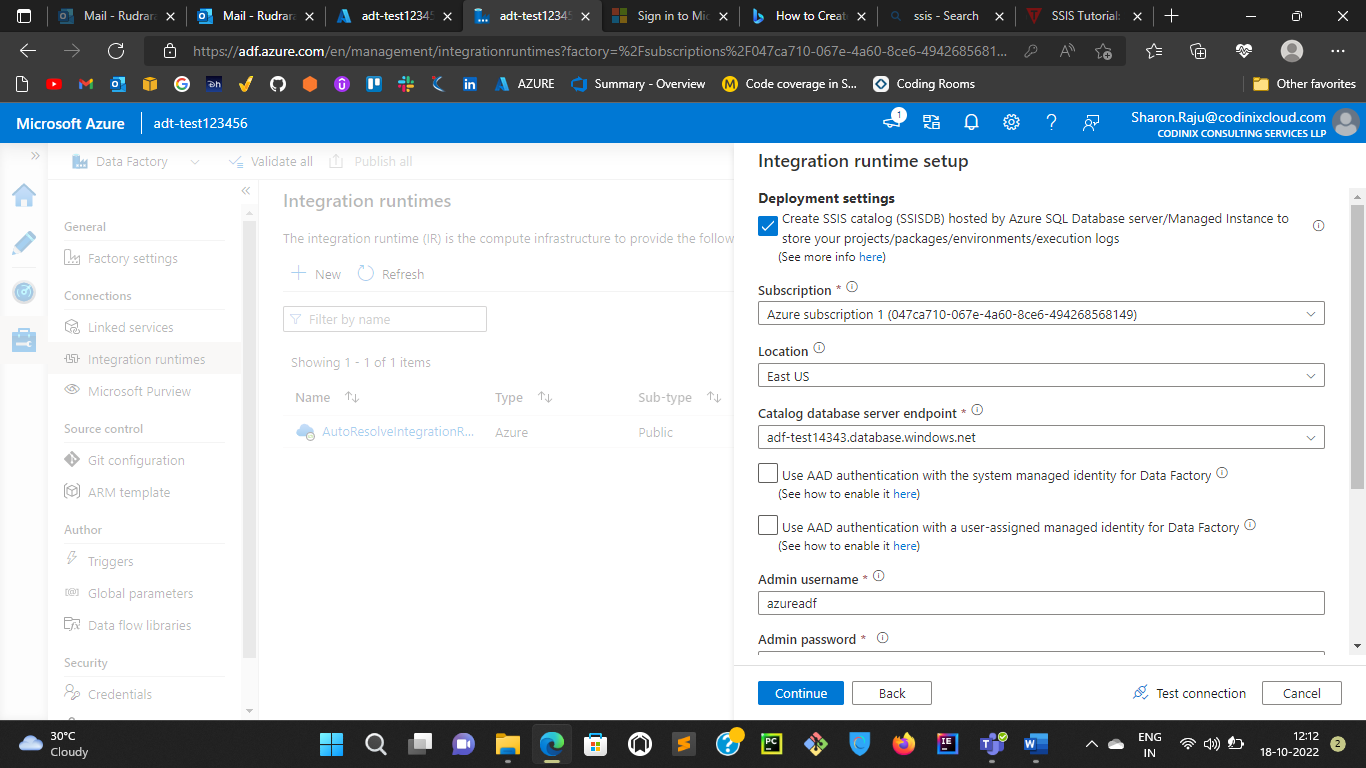 Mail - Rudrara
Mail - Rudrara
adt-test12345
adt-test12345
Sign in to Mic
How to Create
ssis - Search
SSIS Tutorial:
https://adf.azure.com/en/management/integrationruntimes?factory=%2Fsubscriptions%2F047ca710-067e-4a60-8ce6-4942685681...
AZURE
Summary - Overview
Code coverage in S...
Coding Rooms
Other favorites
Microsoft Azure
adt-test123456
1
Sharon.Raju@codinixcloud.com
CODINIX CONSULTING SERVICES LLP
Data Factory
Validate all
Publish all
General
Factory settings
Connections
Linked services
Integration runtimes
Microsoft Purview
Source control
Git configuration
ARM template
Author
Triggers
Global parameters
Data flow libraries
Security
Credentials
Integration runtimes
The integration runtime (IR) is the compute infrastructure to provide the follow
New
Refresh
Filter by name
Showing 1 - 1 of 1 items
Name
Type
Sub-type
AutoResolveIntegrationR...
Azure
Public
Integration runtime setup
Deployment settings
Create SSIS catalog (SSISDB) hosted by Azure SQL Database server/Managed Instance to
store your projects/packages/environments/execution logs
(See more info here)
Subscription *
Azure subscription 1 (047ca710-067e-4a60-8ce6-494268568149)
Location
East US
Catalog database server endpoint *
adf-test14343.database.windows.net
Use AAD authentication with the system managed identity for Data Factory
(See how to enable it here)
Use AAD authentication with a user-assigned managed identity for Data Factory
(See how to enable it here)
Admin username *
azureadf
Admin password *
Continue
Back
Test connection
Cancel
30°C
Cloudy
ENG
IN
12:12
18-10-2022
2